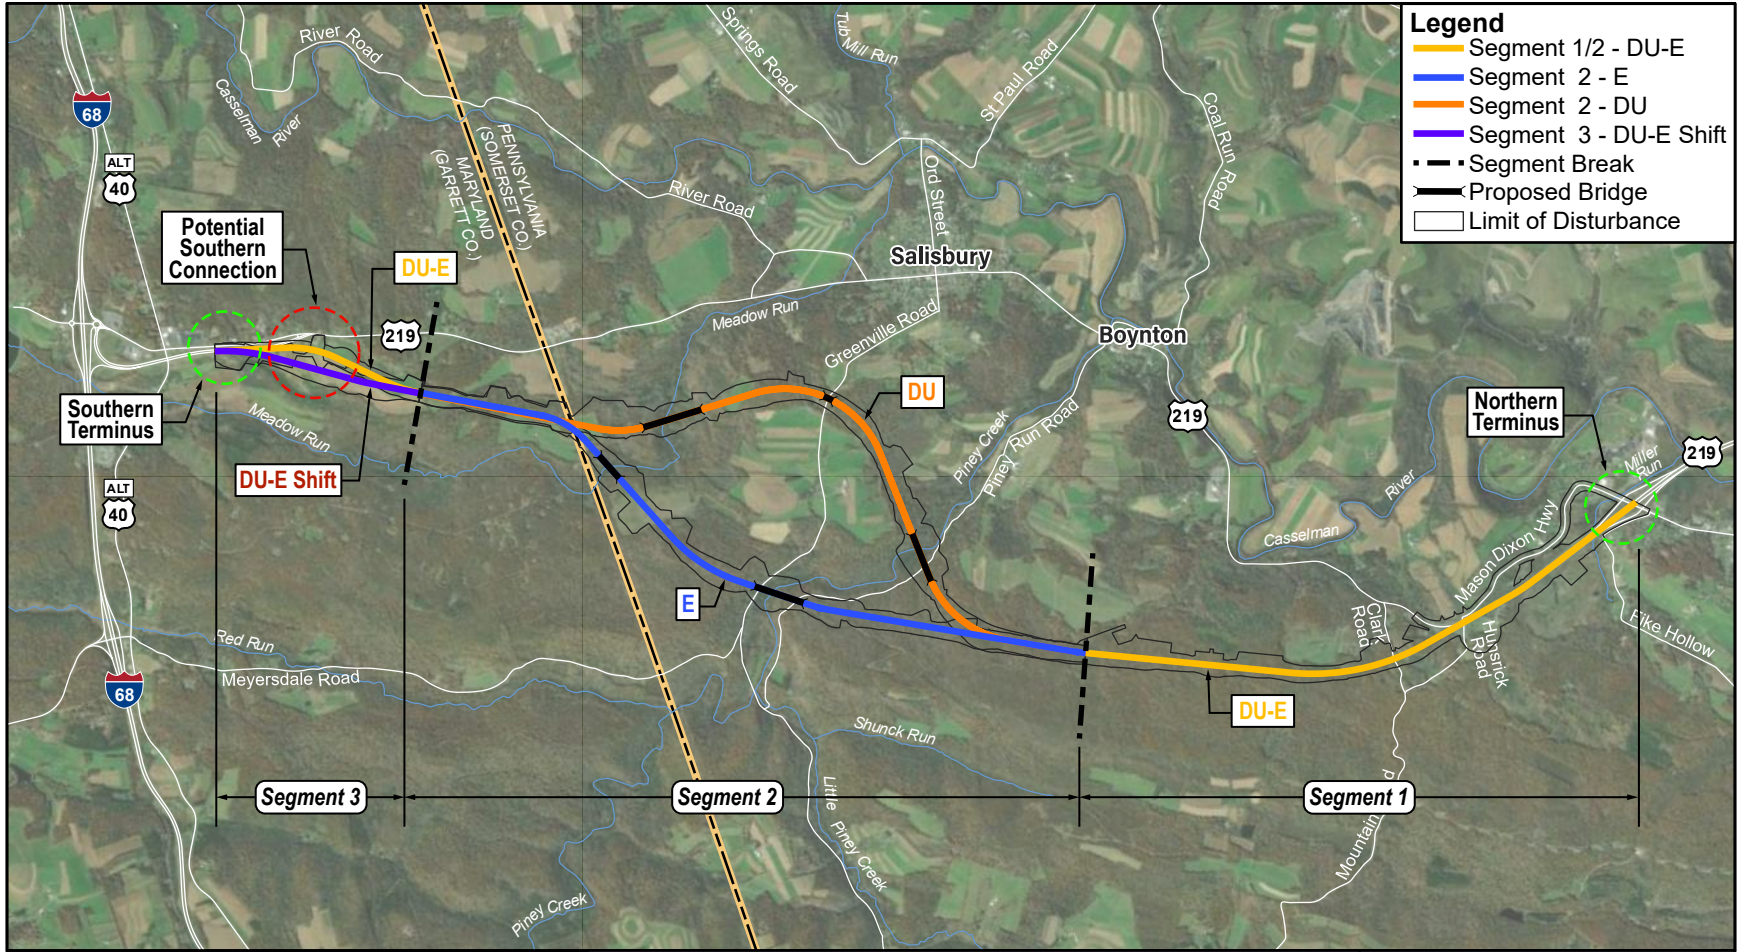 Legend
Segment 1/2 - DU-E
Segment 2 - E
Segment 2 - DU
Segment 3 - DU-E Shift
Segment Break
Proposed Bridge
Limit of Disturbance
River Road
Casselman
River
Springs Road
Tub Mill Run
St Paul Road
Coal Run
Road
68
ALT
40
PENNSYLVANIA
(SOMERSET CO.)
MARYLAND
(GARRETT CO.)
River Road
Ord Street
Potential
Southern
Connection
DU-E
Salisbury
219
Meadow Run
Greenville Road
Boynton
Southern
Terminus
Meadow Run
DU-E Shift
DU
219
Northern
Terminus
219
Miller
Run
Piney Creek
Piney Run Road
River
Casselman
Mason-Dixon Hwy
ALT
40
E
Clark
Road
Hunsrick
Road
Pike Hollow
Red Run
Meyersdale Road
68
DU-E
Shunck Run
Segment 3
Segment 2
Segment 1
Little Piney Creek
Mountain
Piney Creek